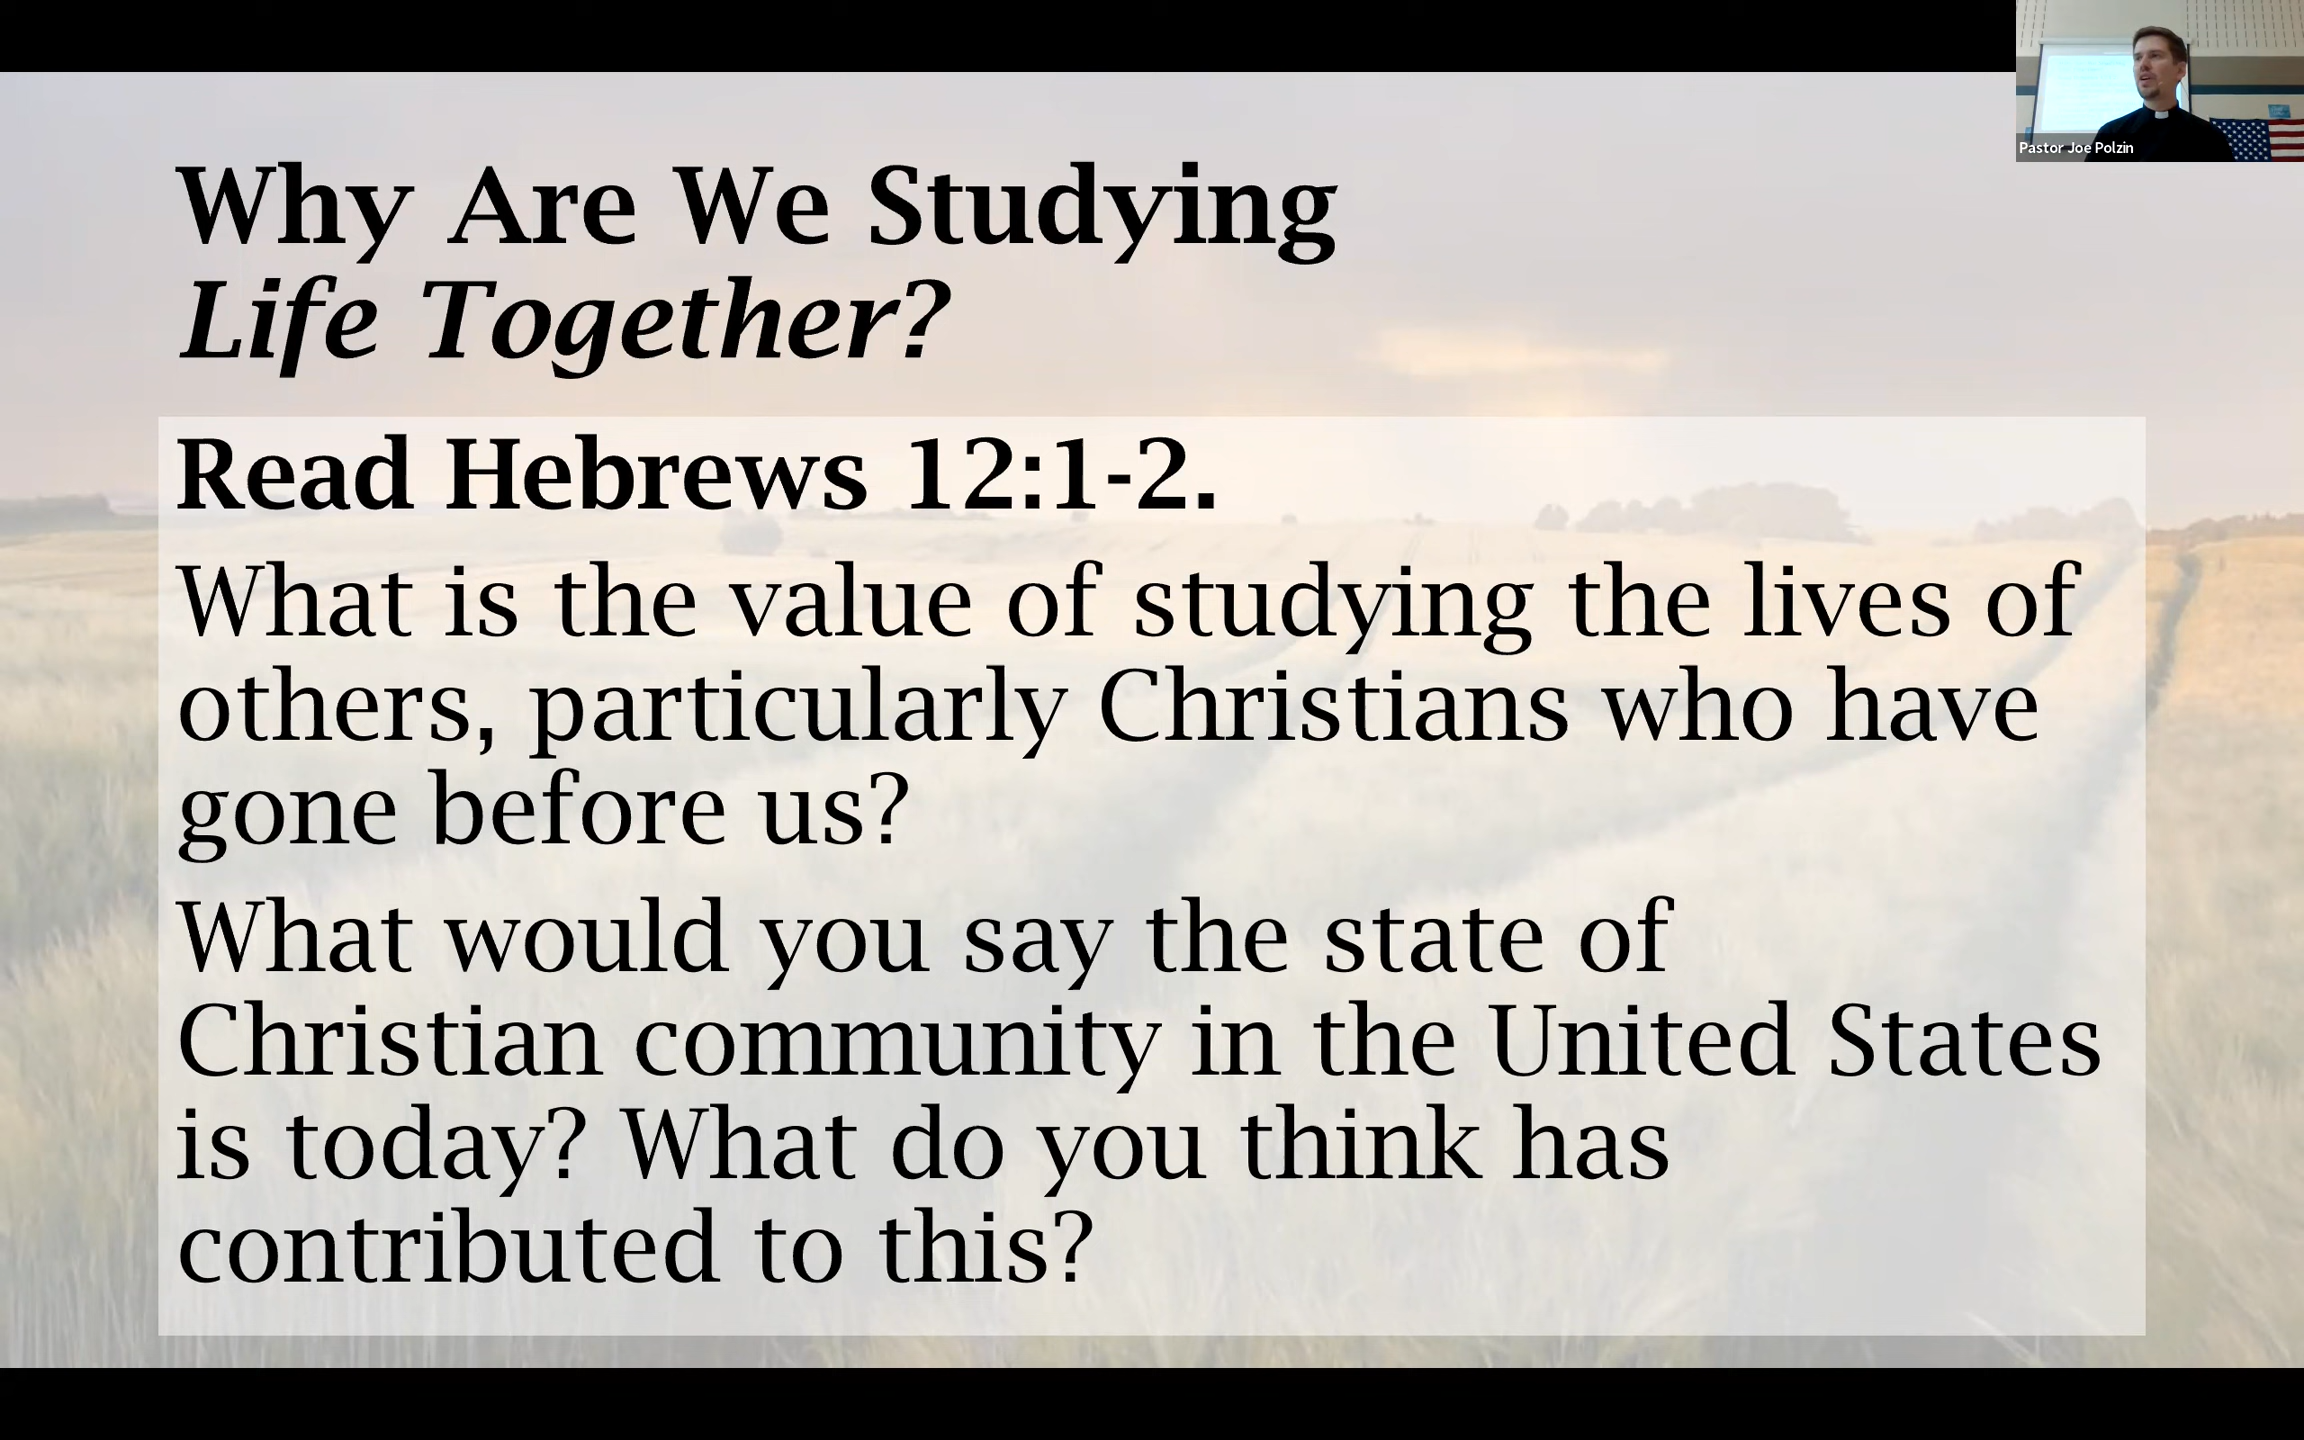 Pastor Joe Polzin
Why Are We Studying
Life Together?
Read Hebrews 12:1-2.
What is the value of studying the lives of
others, particularly Christians who have
gone before us?
What would you say the state of
Christian community in the United States
is today? What do you think has
contributed to this?